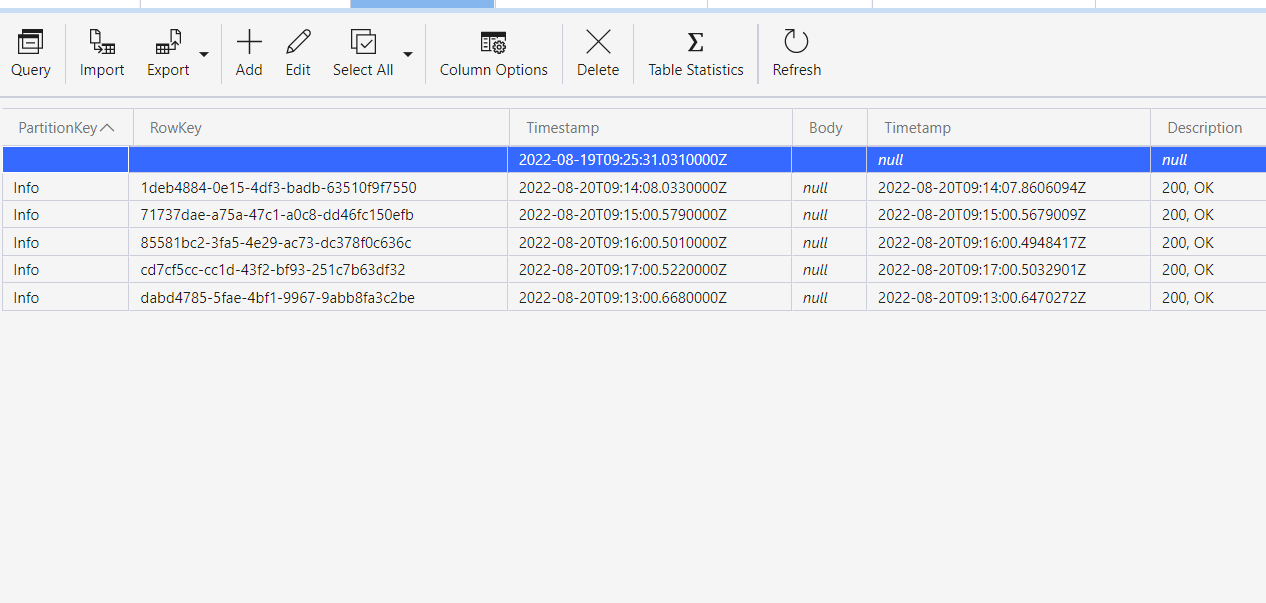 Query Import Export Add Edit Select All Column Options Delete Table Statistics Refresh
PartitionKey RowKey Timestamp Body Timetamp Description
2022-08-19T09:25:31.0310000Z null null
Info 1deb4884-0e15-4df3-badb-63510f9f7550 2022-08-20T09:14:08.0330000Z null 2022-08-20T09:14:07.8606094Z 200, OK
Info 71737dae-a75a-47c1-a0c8-dd46fc150efb 2022-08-20T09:15:00.5790000Z null 2022-08-20T09:15:00.5679009Z 200, OK
Info 85581bc2-3fa5-4e29-ac73-dc378f0c636c 2022-08-20T09:16:00.5010000Z null 2022-08-20T09:16:00.4948417Z 200, OK
Info cd7cf5cc-cc1d-43f2-bf93-251c7b63df32 2022-08-20T09:17:00.5220000Z null 2022-08-20T09:17:00.5032901Z 200, OK
Info dabd4785-5fae-4bf1-9967-9abb8fa3c2be 2022-08-20T09:13:00.6680000Z null 2022-08-20T09:13:00.6470272Z 200, OK